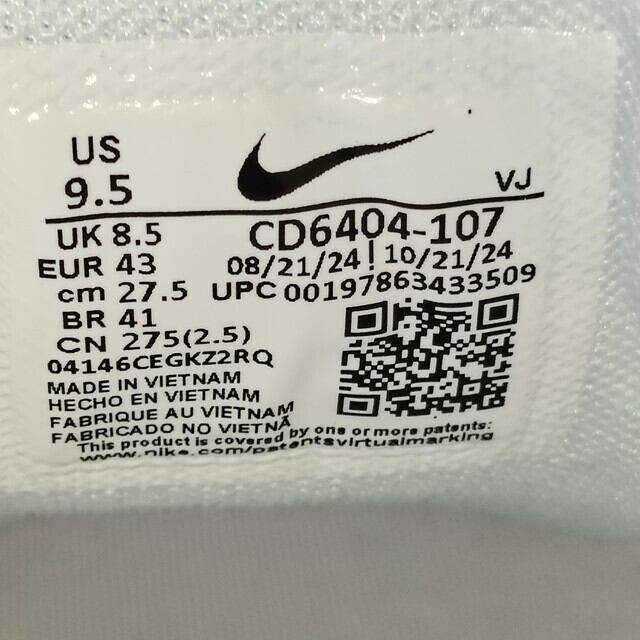 US
9.5
VJ
UK 8.5
CD6404-107
EUR 43
08/21/24 | 10/21/24
cm 27.5
UPC 00197863433509
BR 41
CN 275(2.5)
04146CEGKZ2RQ
MADE IN VIETNAM
HECHO EN VIETNAM
FABRIQUE AU VIETNAM
FABRICADO NO VIETNÃ
This product is covered by one or more patents:
www.nike.com/patentsvirtualmarking